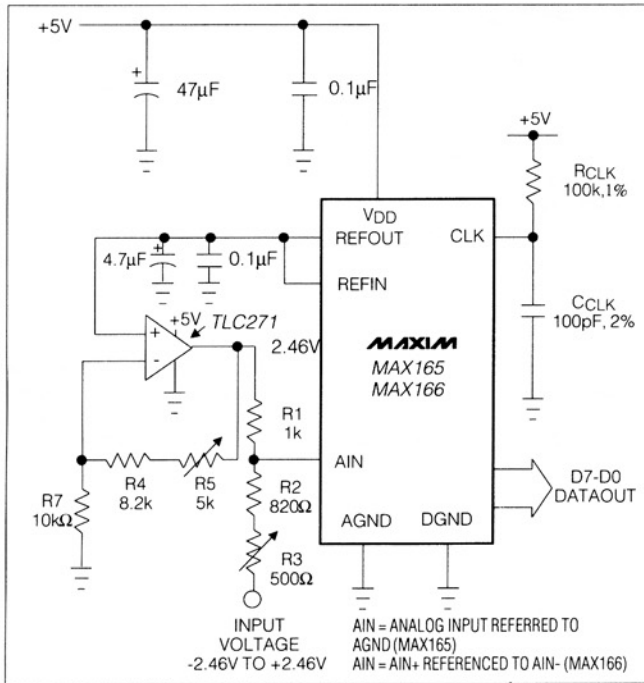 +5V
+
47μF
0.1μF
+5V
RCLK
100k,1%
VDD
REFOUT
CLK
+
4.7μF
0.1μF
REFIN
+5V
TLC271
+
-
2.46V
MAXIM
MAX165
MAX166
CCLK
100pF, 2%
R1
1k
AIN
R4
8.2k
R5
5k
R7
10kΩ
R2
820Ω
R3
500Ω
AGND
DGND
D7-D0
DATAOUT
INPUT
VOLTAGE
-2.46V TO +2.46V
AIN = ANALOG INPUT REFERRED TO
AGND (MAX165)
AIN = AIN+ REFERENCED TO AIN- (MAX166)